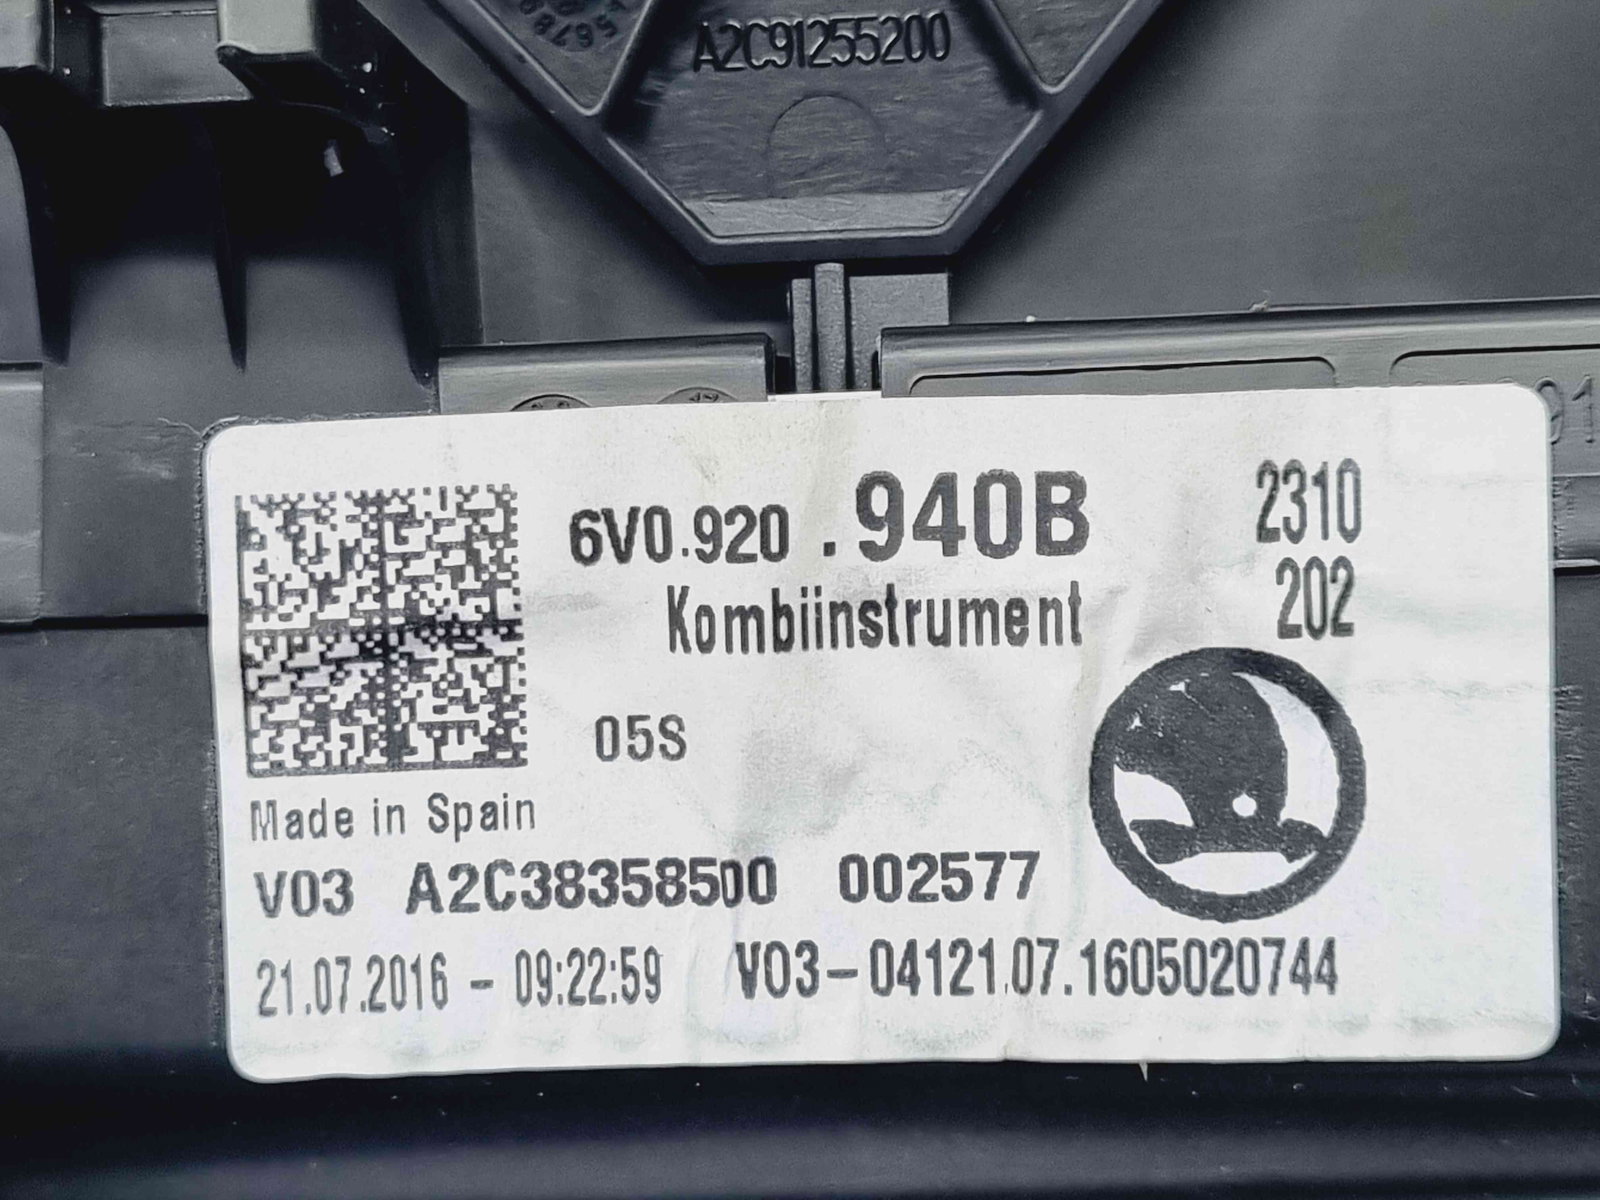 A2C91255200
6V0.920 .940B 2310
Kombiinstrument 202
05S
Made in Spain
V03 A2C38358500 002577
21.07.2016 - 09:22:59 V03-04121.07.1605020744